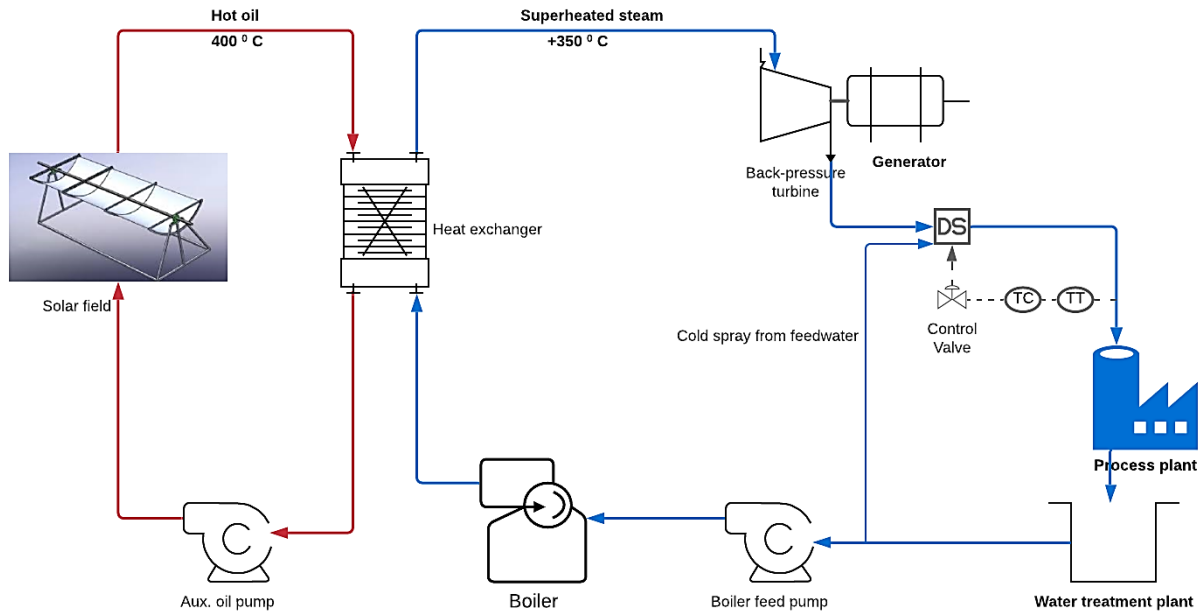 Hot oil
400 ⁰ C
Superheated steam
+350 ⁰ C
Generator
Back-pressure
turbine
DS
Heat exchanger
Solar field
TC
TT
Control
Valve
Cold spray from feedwater
Process plant
Aux. oil pump
Boiler
Boiler feed pump
Water treatment plant